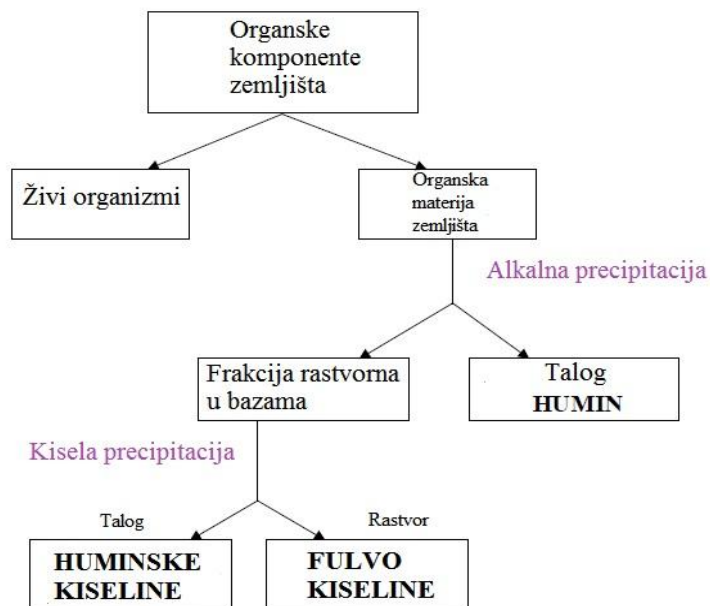 Organske
komponente
zemljišta
Živi organizmi
Organska
materija
zemljišta
Alkalna precipitacija
Frakcija rastvorna
u bazama
Talog
HUMIN
Kisela precipitacija
Talog
Rastvor
HUMINSKE
KISELINE
FULVO
KISELINE